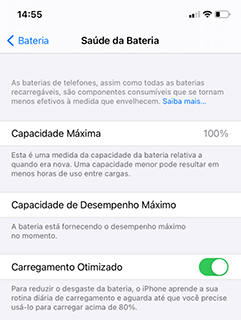 14:55
Bateria
Saúde da Bateria
As baterias de telefones, assim como todas as baterias
recarregáveis, são componentes consumíveis que se tornam
menos efetivos à medida que envelhecem. Saiba mais...
Capacidade Máxima 100%
Esta é uma medida da capacidade da bateria relativa a
quando era nova. Uma capacidade menor pode resultar em
menos horas de uso entre cargas.
Capacidade de Desempenho Máximo
A bateria está fornecendo o desempenho máximo
no momento.
Carregamento Otimizado
Para reduzir o desgaste da bateria, o iPhone aprende a sua
rotina diária de carregamento e aguarda até que você precise
usá-lo para carregar acima de 80%.